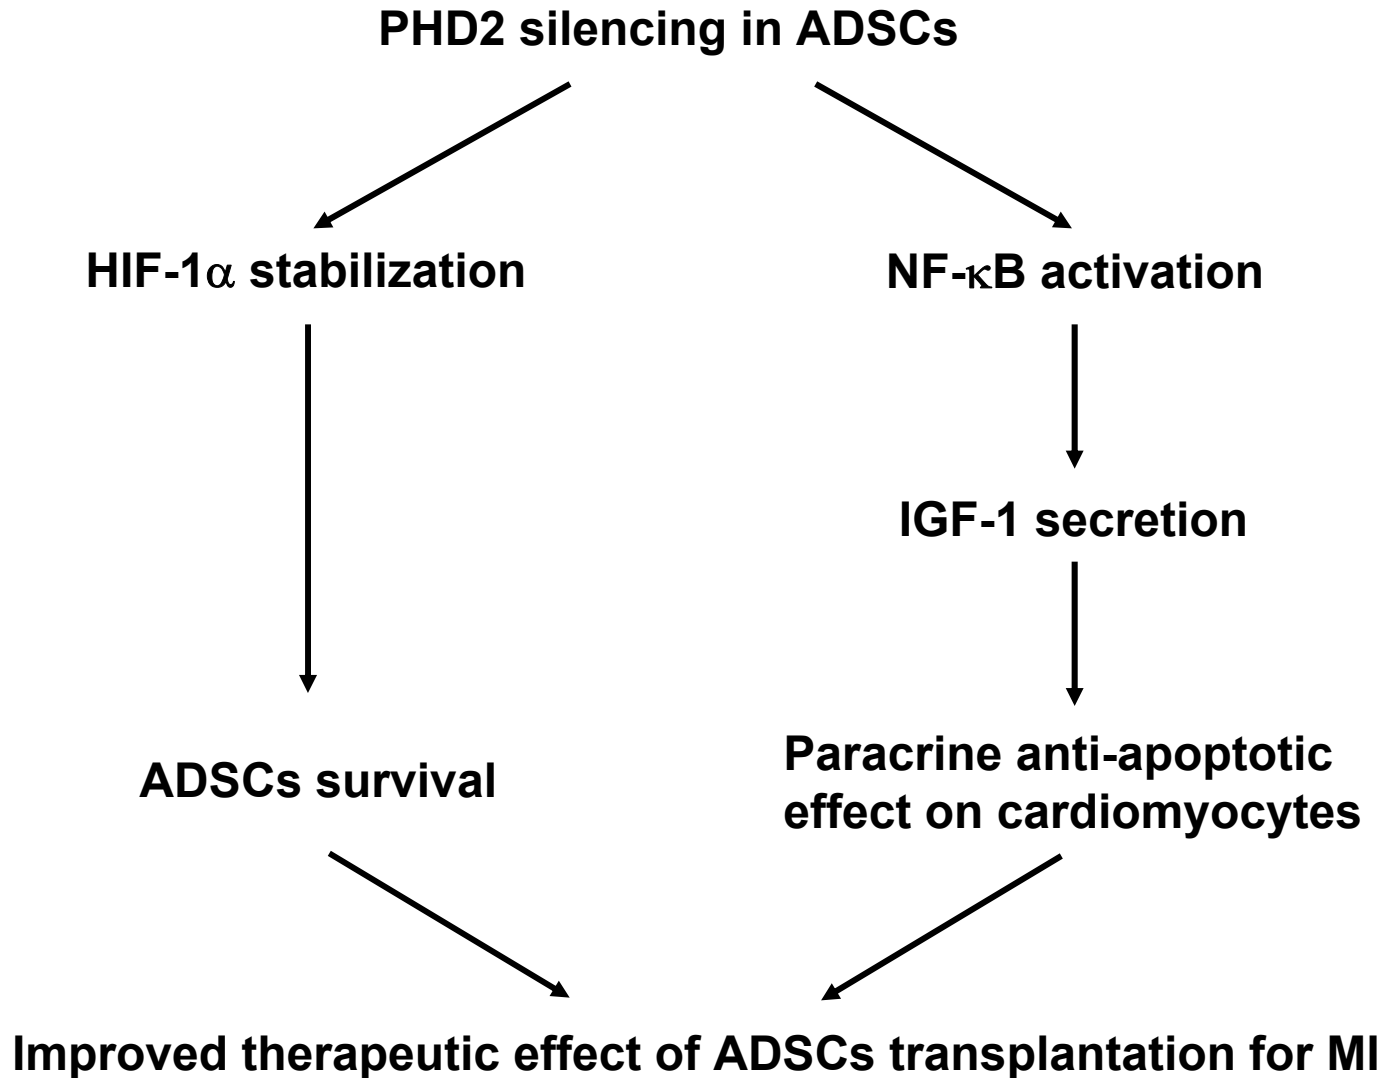 PHD2 silencing in ADSCs
HIF-1α stabilization
NF-κB activation
IGF-1 secretion
ADSCs survival
Paracrine anti-apoptotic
effect on cardiomyocytes
Improved therapeutic effect of ADSCs transplantation for MI